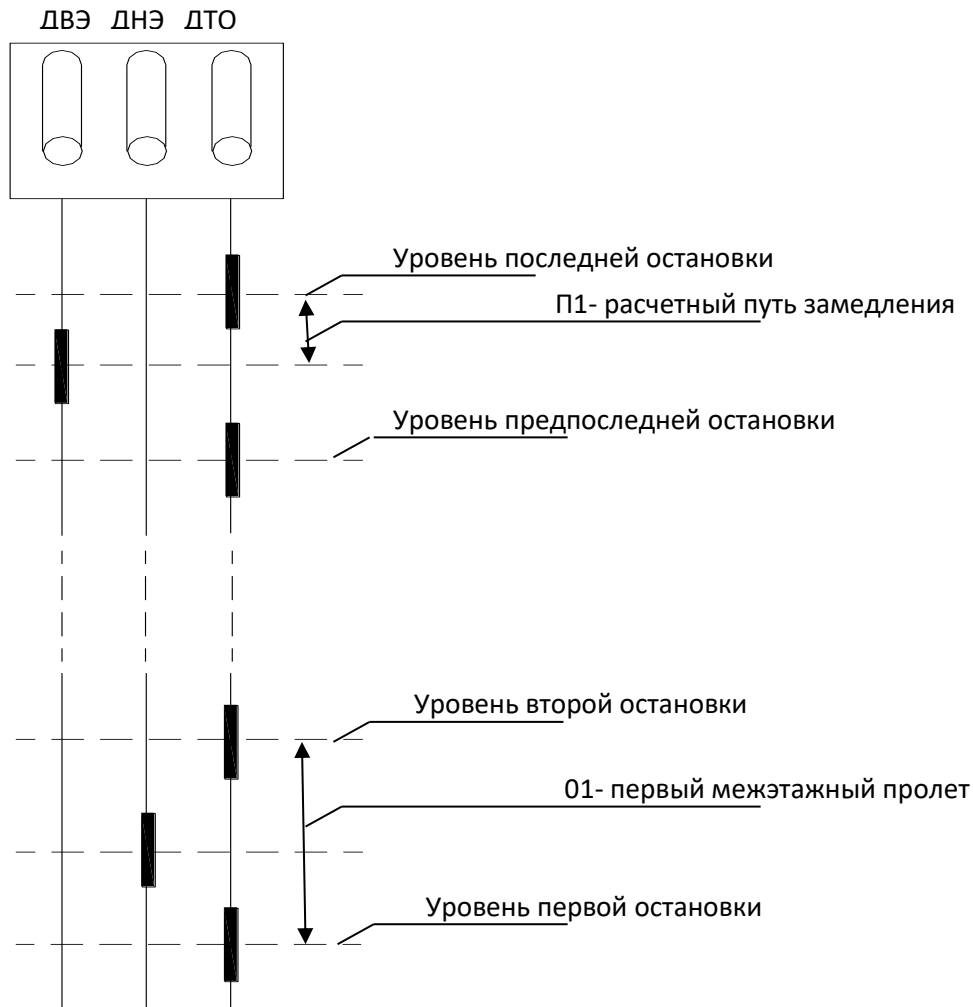 ДВЭ ДНЭ ДТО
Уровень последней остановки
П1- расчетный путь замедления
Уровень предпоследней остановки
Уровень второй остановки
01- первый межэтажный пролет
Уровень первой остановки